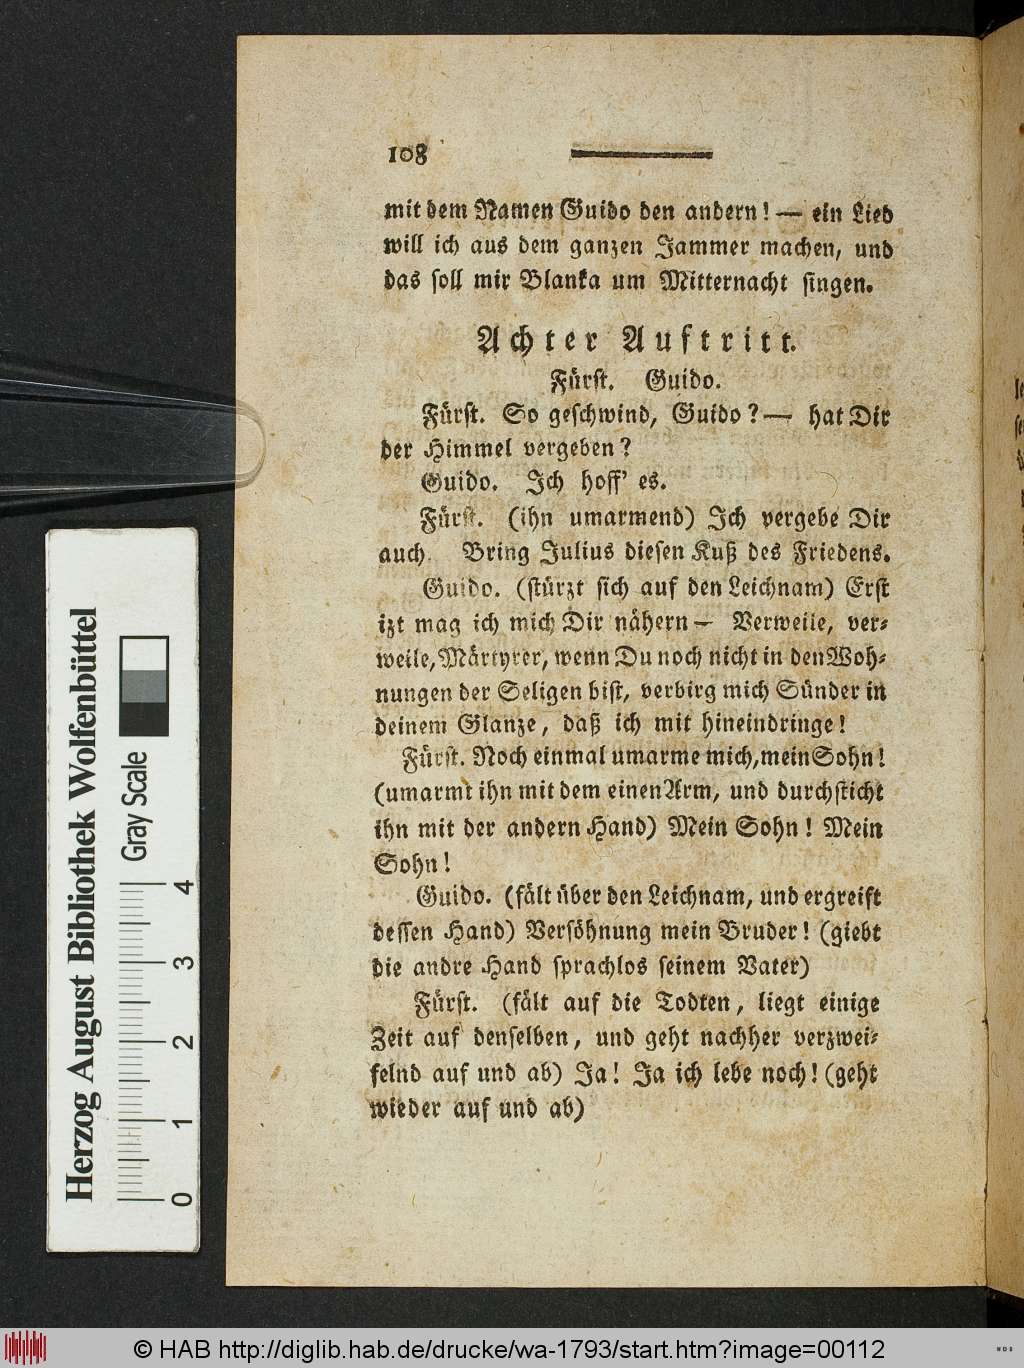 108
mit dem Namen Guido den andern! — ein Lied
will ich aus dem ganzen Jammer machen, und
das soll mir Blanka um Mitternacht singen.
Achter Auftritt.
Fürst. Guido.
Fürst. So geschwind, Guido? — hat Dir
der Himmel vergeben?
Guido. Ich hoff' es.
Fürst. (ihn umarmend) Ich vergebe Dir
auch. Bring Julius diesen Kuß des Friedens.
Guido. (stürzt sich auf den Leichnam) Erst
izt mag ich mich Dir nähern — Verweile, ver-
weile, Märtyrer, wenn Du noch nicht in den Woh-
nungen der Seligen bist, verbirg mich Sünder in
deinem Glanze, daß ich mit hineindringe!
Fürst. Noch einmal umarme mich, mein Sohn!
(umarmt ihn mit dem einen Arm, und durchsticht
ihn mit der andern Hand) Mein Sohn! Mein
Sohn!
Guido. (fält über den Leichnam, und ergreift
dessen Hand) Versöhnung mein Bruder! (giebt
die andre Hand sprachlos seinem Vater)
Fürst. (fält auf die Todten, liegt einige
Zeit auf denselben, und geht nachher verzwei-
felnd auf und ab) Ja! Ja ich lebe noch! (geht
wieder auf und ab)
Herzog August Bibliothek Wolfenbüttel
Gray Scale
0 1 2 3 4
© HAB http://diglib.hab.de/drucke/wa-1793/start.htm?image=00112